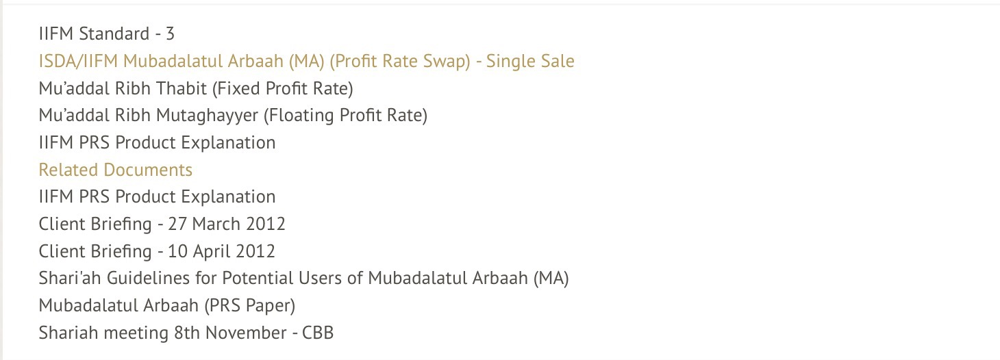 IIFM Standard - 3
ISDA/IIFM Mubadalatul Arbaah (MA) (Profit Rate Swap) - Single Sale
Mu’addal Ribh Thabit (Fixed Profit Rate)
Mu’addal Ribh Mutaghayyer (Floating Profit Rate)
IIFM PRS Product Explanation
Related Documents
IIFM PRS Product Explanation
Client Briefing - 27 March 2012
Client Briefing - 10 April 2012
Shari'ah Guidelines for Potential Users of Mubadalatul Arbaah (MA)
Mubadalatul Arbaah (PRS Paper)
Shariah meeting 8th November - CBB